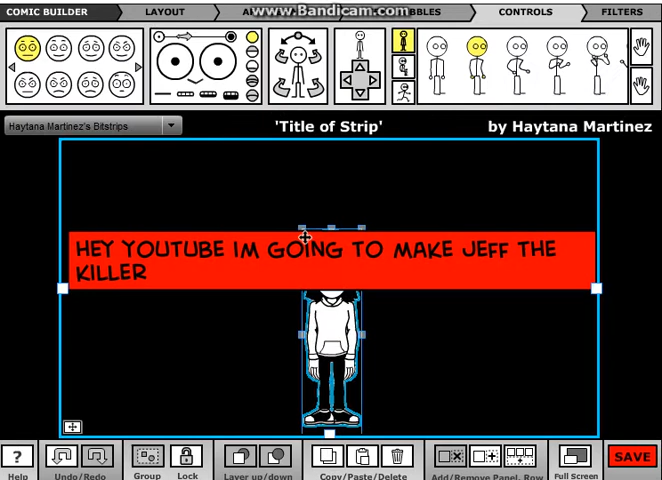 COMIC BUILDER
LAYOUT
www.Bandicam.com
BBLES
CONTROLS
FILTERS
Haytana Martinez's Bitstrips
'Title of Strip'
by Haytana Martinez
HEY YOUTUBE IM GOING TO MAKE JEFF THE
KILLER
?
SAVE
Help
Undo/Redo
Group
Lock
Layer up/down
Copy/Paste/Delete
Add/Remove Panel, Row
Full Screen